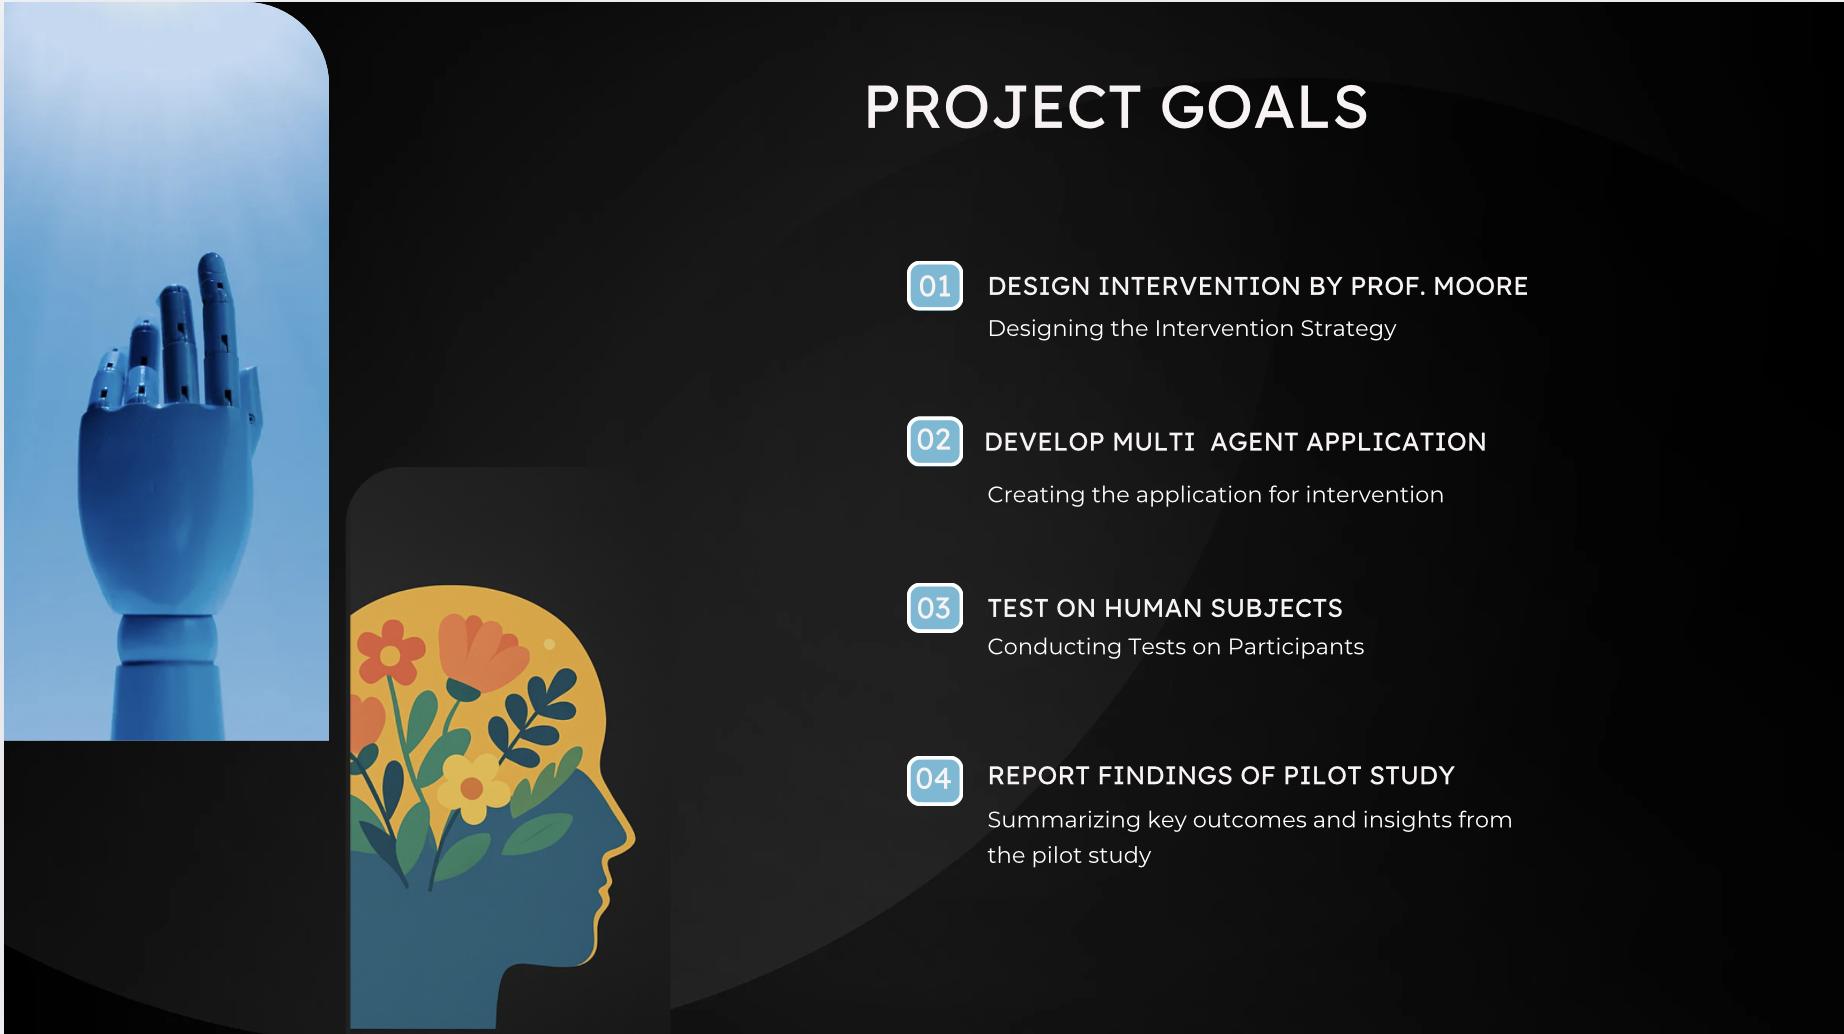 PROJECT GOALS
01
DESIGN INTERVENTION BY PROF. MOORE
Designing the Intervention Strategy
02
DEVELOP MULTI  AGENT APPLICATION
Creating the application for intervention
03
TEST ON HUMAN SUBJECTS
Conducting Tests on Participants
04
REPORT FINDINGS OF PILOT STUDY
Summarizing key outcomes and insights from
the pilot study